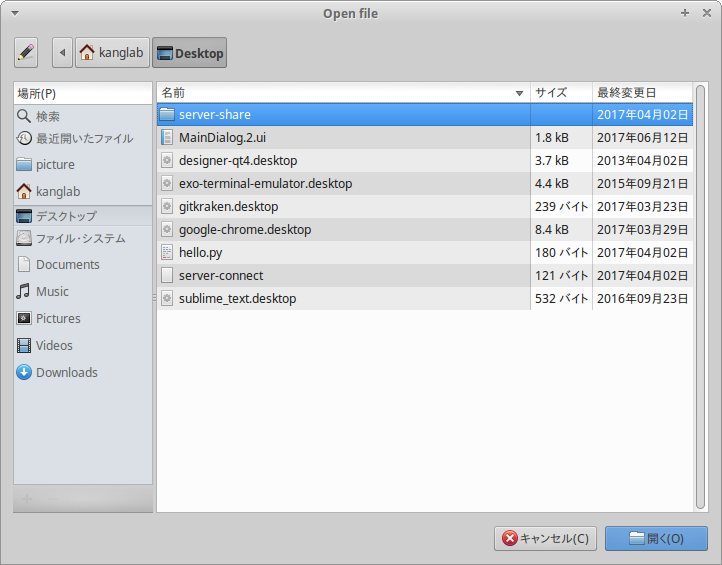 Open file
kanglab
Desktop
場所(P)
検索
最近開いたファイル
picture
kanglab
デスクトップ
ファイル・システム
Documents
Music
Pictures
Videos
Downloads
名前 サイズ 最終変更日
server-share 2017年04月02日
MainDialog.2.ui 1.8 kB 2017年06月12日
designer-qt4.desktop 3.7 kB 2013年04月02日
exo-terminal-emulator.desktop 4.4 kB 2015年09月21日
gitkraken.desktop 239 バイト 2017年03月23日
google-chrome.desktop 8.4 kB 2017年03月29日
hello.py 180 バイト 2017年04月02日
server-connect 121 バイト 2017年04月02日
sublime_text.desktop 532 バイト 2016年09月23日
キャンセル(C)
開く(O)